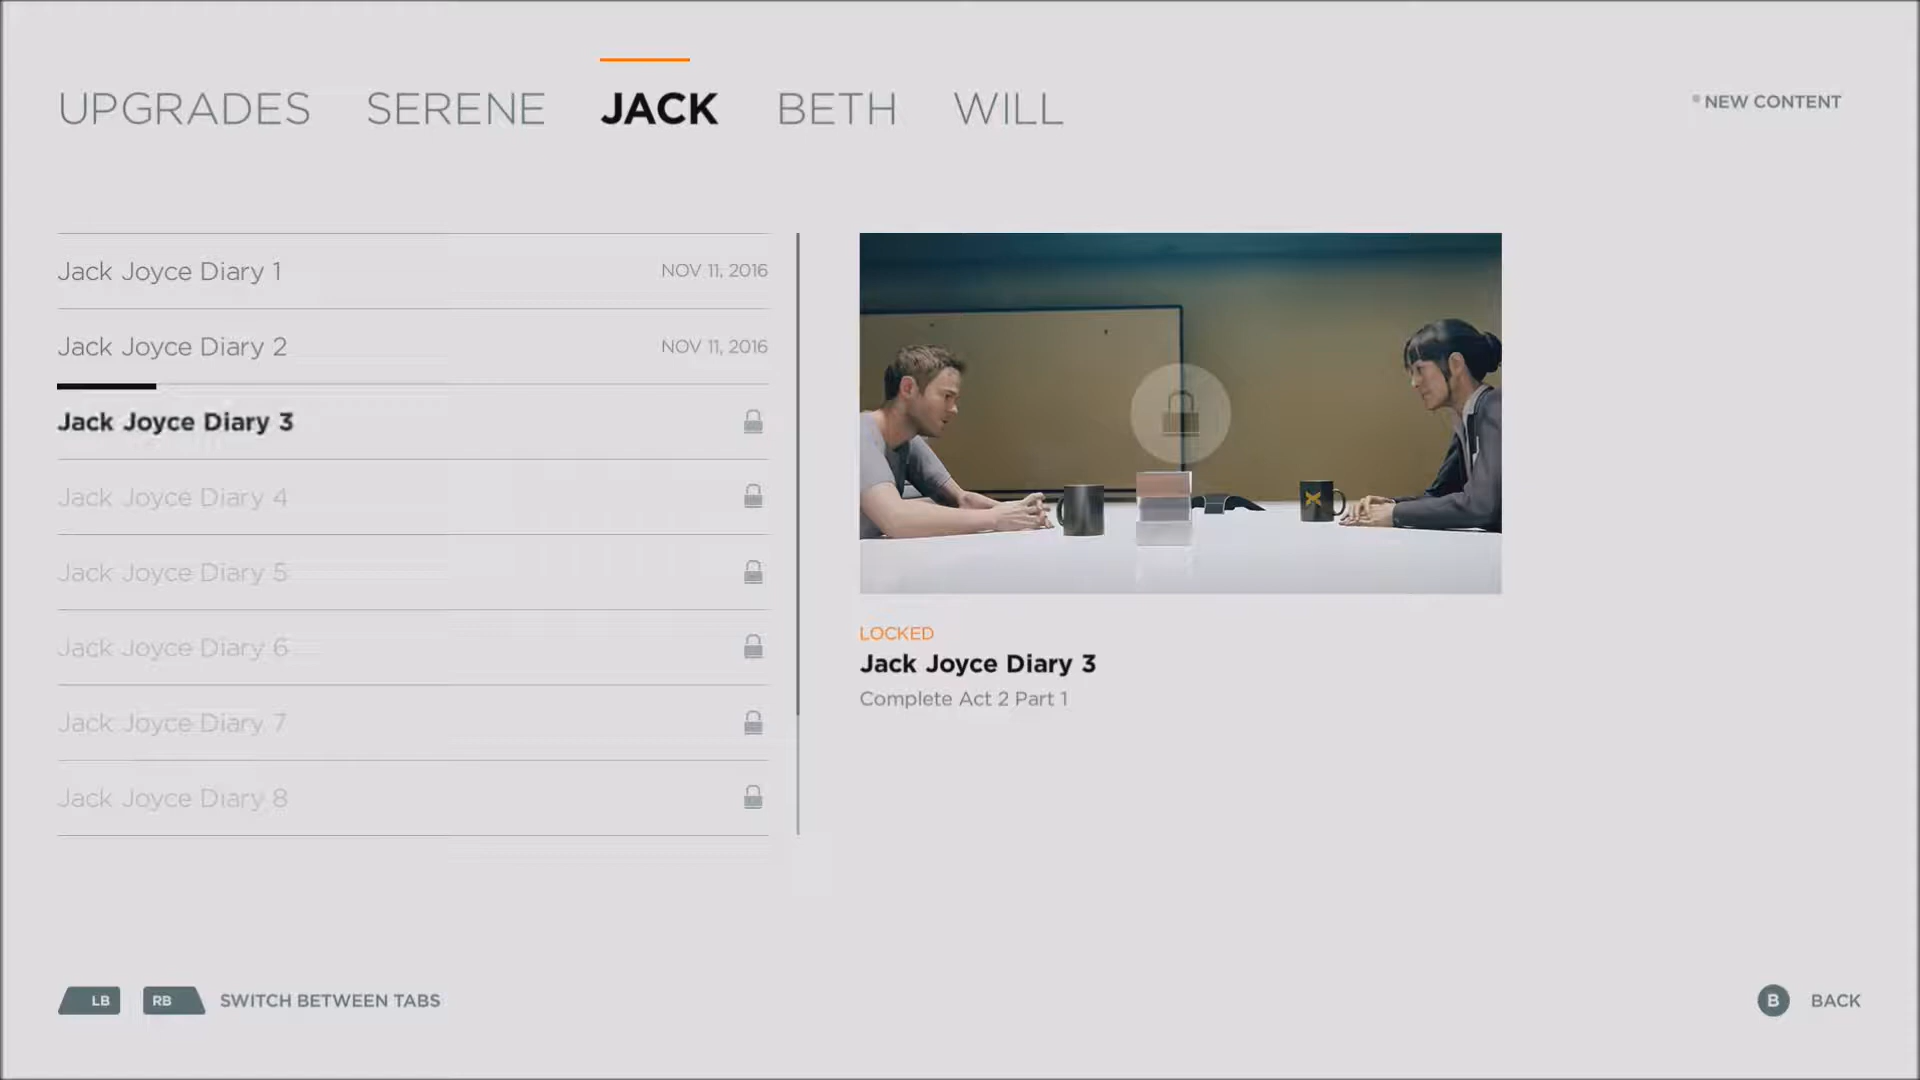 UPGRADES SERENE JACK BETH WILL
NEW CONTENT
Jack Joyce Diary 1 NOV 11, 2016
Jack Joyce Diary 2 NOV 11, 2016
Jack Joyce Diary 3
Jack Joyce Diary 4
Jack Joyce Diary 5
Jack Joyce Diary 6
Jack Joyce Diary 7
Jack Joyce Diary 8
LOCKED
Jack Joyce Diary 3
Complete Act 2 Part 1
LB RB SWITCH BETWEEN TABS
B BACK